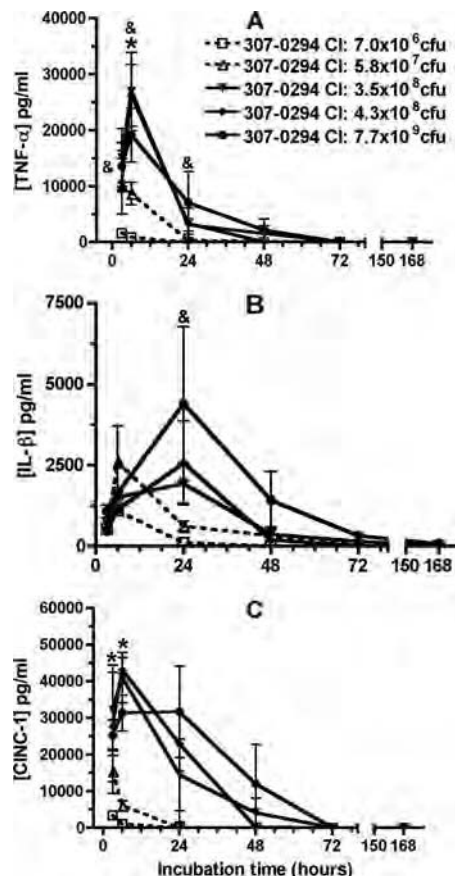 A
[TNF-α] pg/ml
40000
30000
20000
10000
0
&
*
&
&
307-0294 CI: 7.0x10⁶cfu
307-0294 CI: 5.8x10⁷cfu
307-0294 CI: 3.5x10⁸cfu
307-0294 CI: 4.3x10⁸cfu
307-0294 CI: 7.7x10⁹cfu
0 24 48 72 150 168
B
[IL-β] pg/ml
7500
5000
2500
0
&
0 24 48 72 150 168
C
[CINC-1] pg/ml
60000
50000
40000
30000
20000
10000
0
* *
0 24 48 72 150 168
Incubation time (hours)